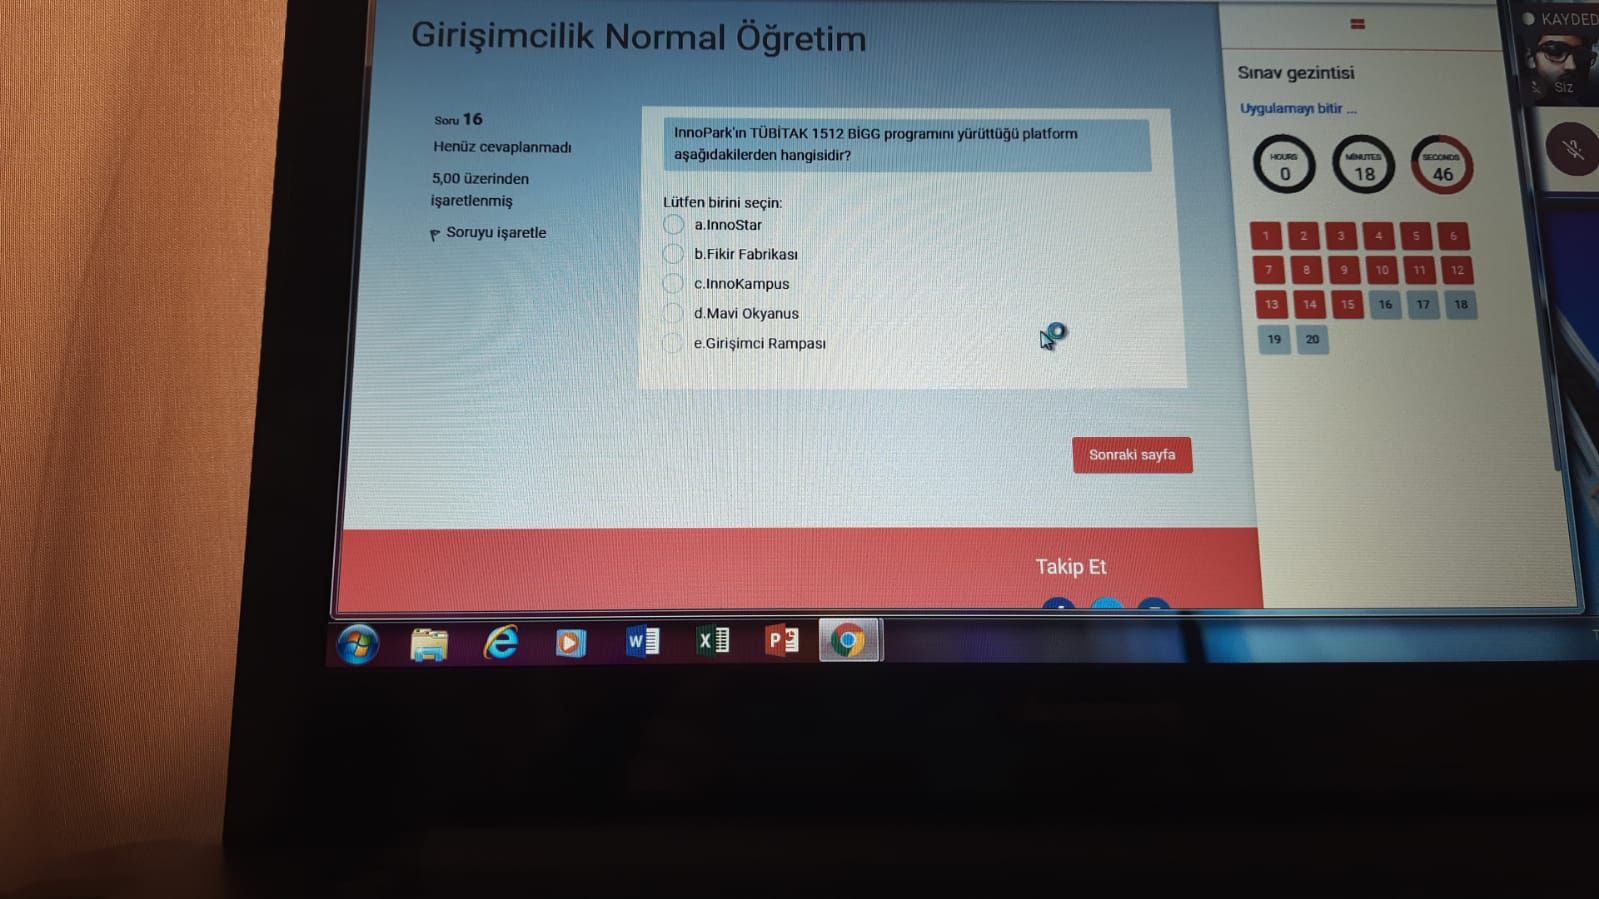 Girişimcilik Normal Öğretim
Soru 16
Henüz cevaplanmadı
5,00 üzerinden
işaretlenmiş
Soruyu işaretle
InnoPark'ın TÜBİTAK 1512 BİGG programını yürüttüğü platform
aşağıdakilerden hangisidir?
Lütfen birini seçin:
a.InnoStar
b.Fikir Fabrikası
c.InnoKampus
d.Mavi Okyanus
e.Girişimci Rampası
Sonraki sayfa
Takip Et
Sınav gezintisi
Uygulamayı bitir ...
HOURS
0
MİNUTES
18
SECONDS
46
1 2 3 4 5 6
7 8 9 10 11 12
13 14 15 16 17 18
19 20
KAYDED
Siz